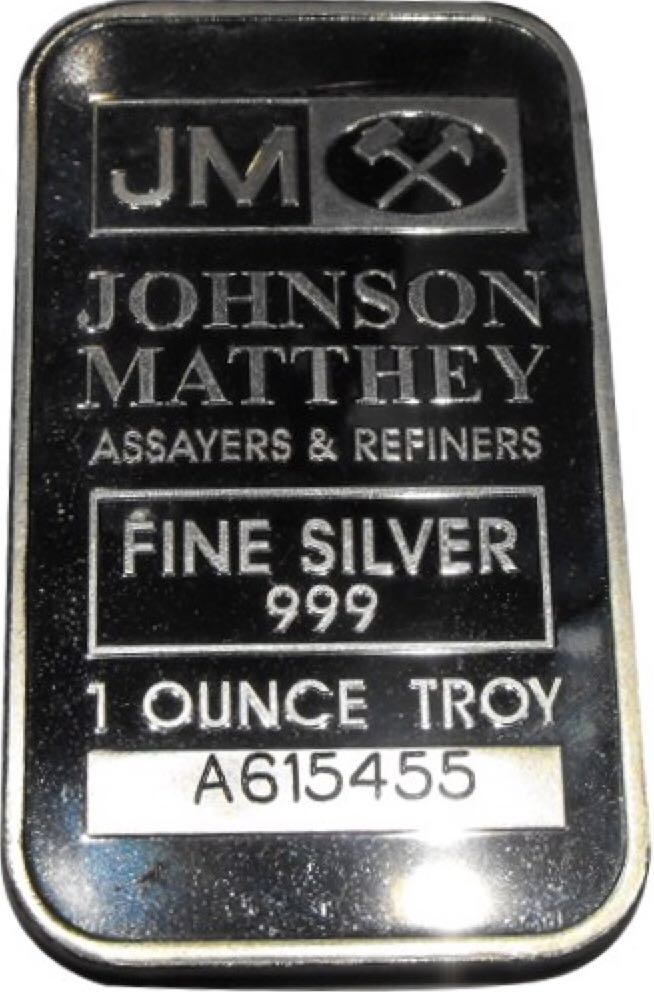 JM
JOHNSON
MATTHEY
ASSAYERS & REFINERS
FINE SILVER
999
1 OUNCE TROY
A615455